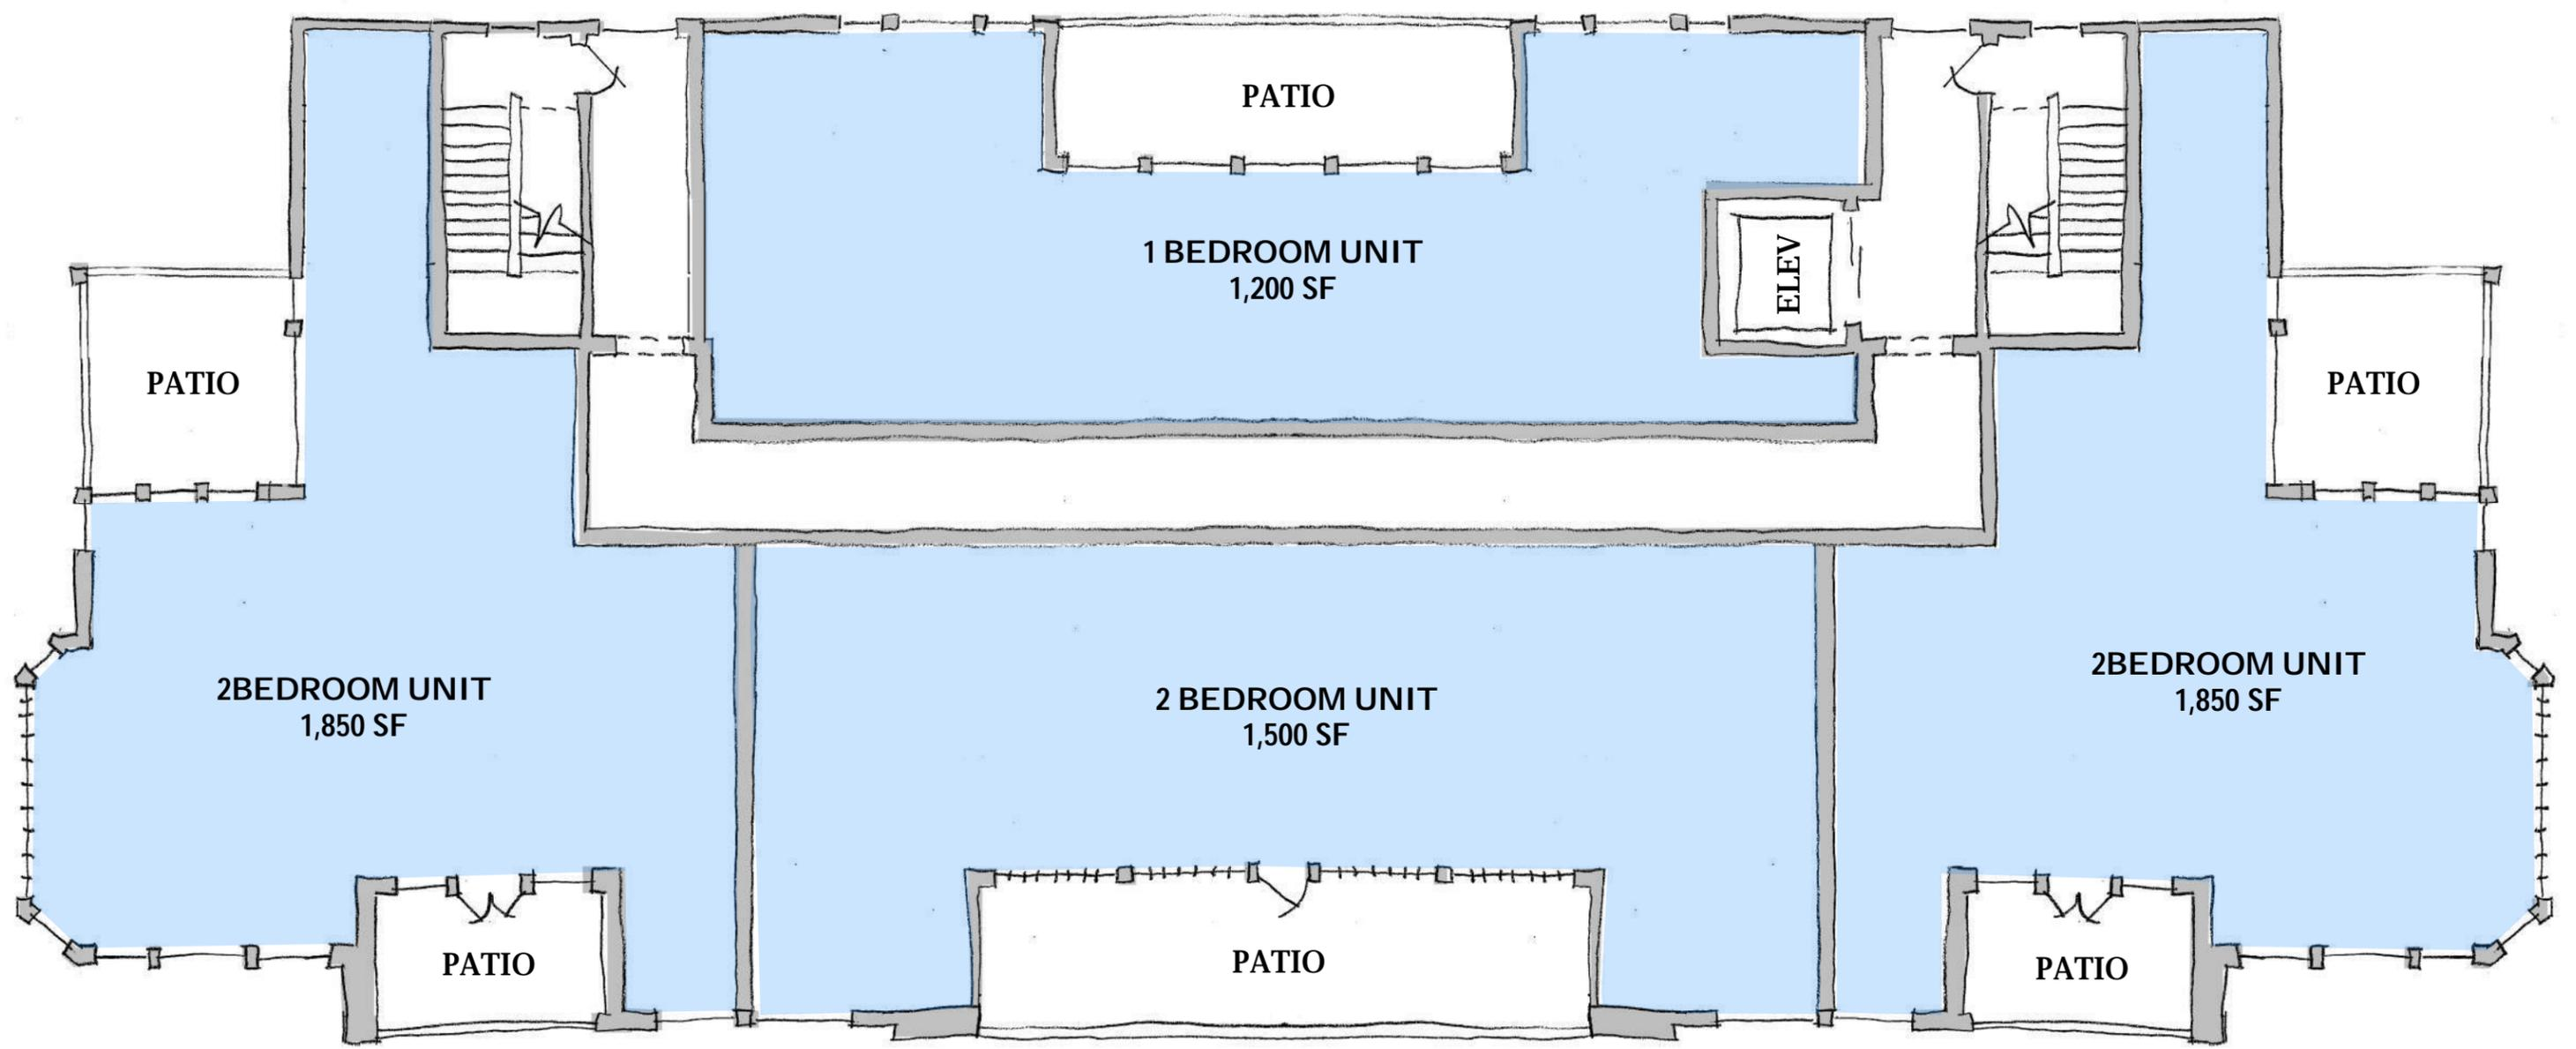 PATIO
1 BEDROOM UNIT
1,200 SF
ELEV
PATIO
PATIO
2BEDROOM UNIT
1,850 SF
2 BEDROOM UNIT
1,500 SF
2BEDROOM UNIT
1,850 SF
PATIO
PATIO
PATIO